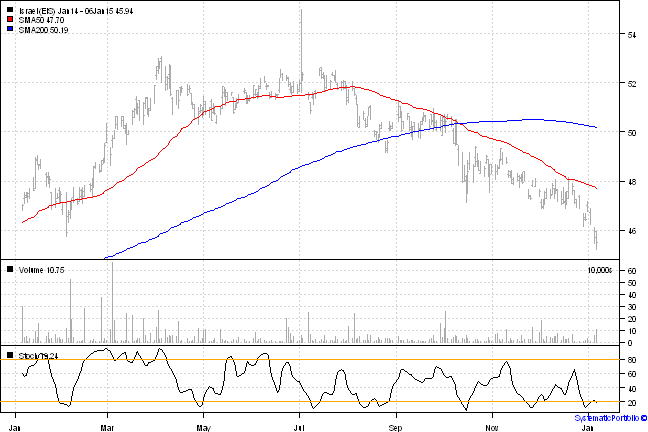 Israel (EIS) Jan14 - 06Jan15 45.94
SMA50 47.70
SMA200 50.19
54
52
50
48
46
Volume 10.75
10,000s
60
50
40
30
20
10
0
Stoch 19.24
80
60
40
20
Jan
Mar
May
Jul
Sep
Nov
Jan
SystematicPortfolio ©